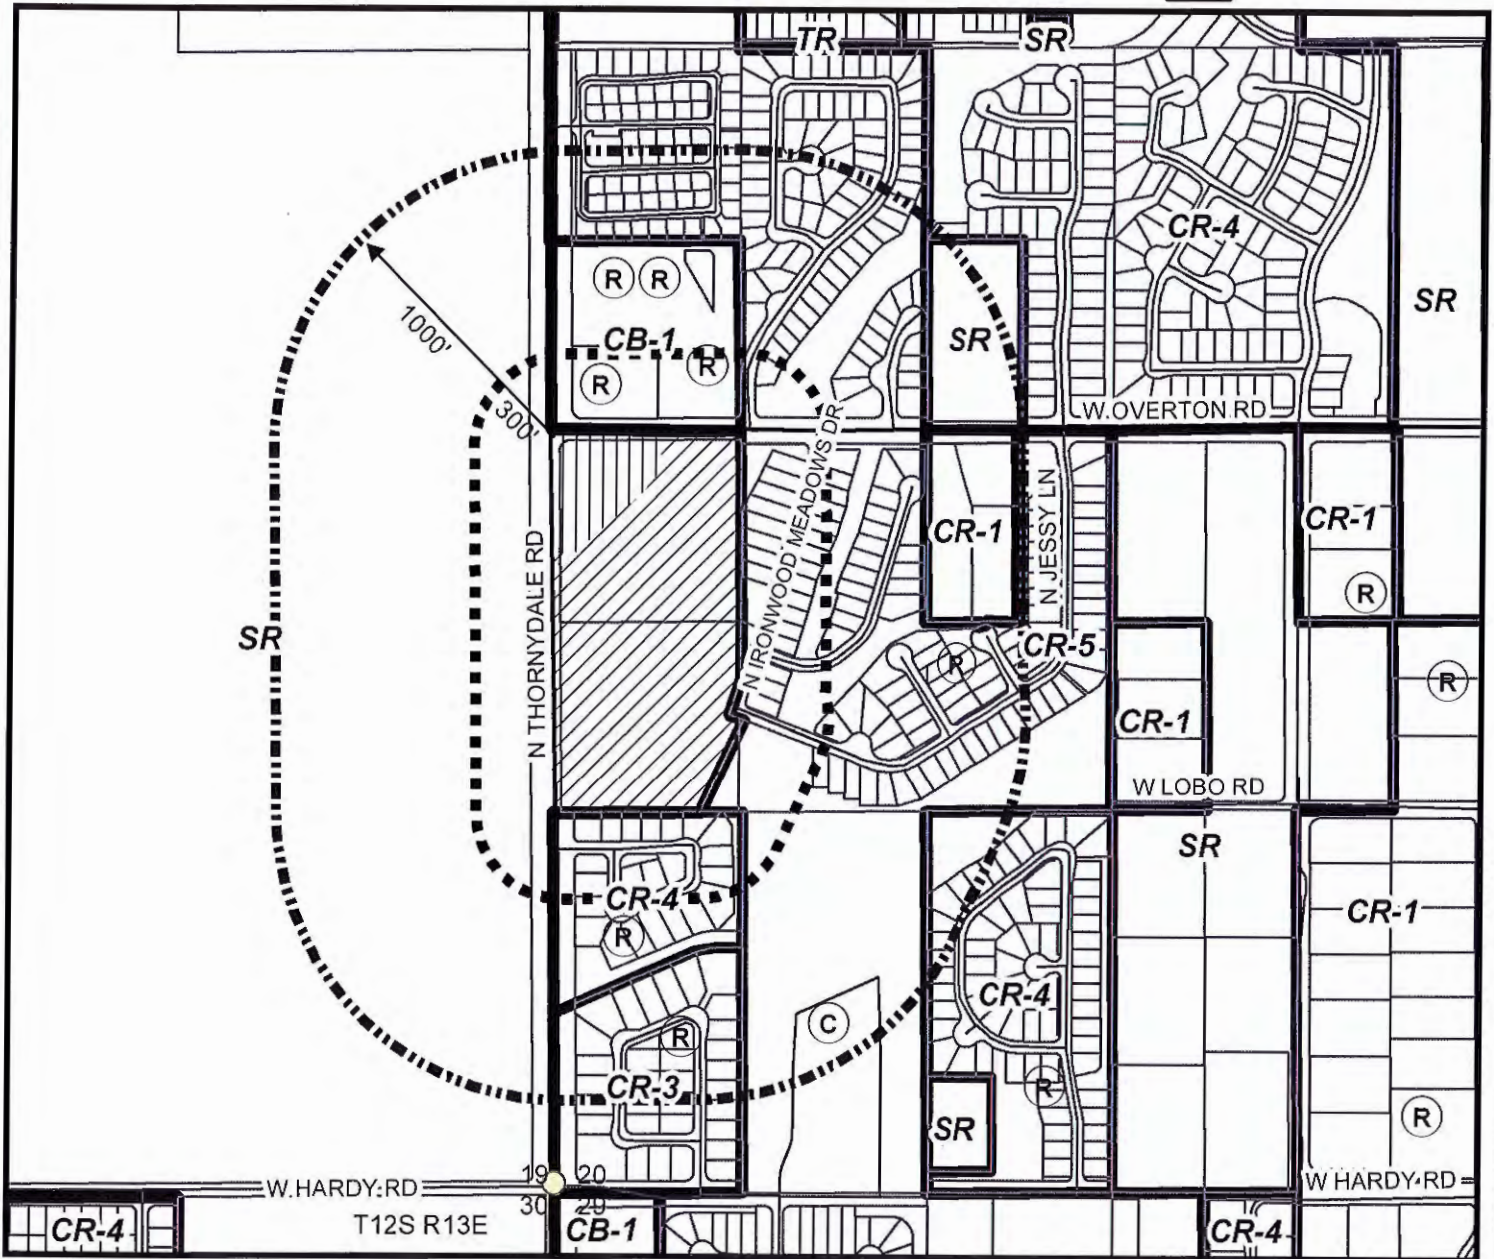 TR
SR
CR-4
SR
R R
1000'
CB-1
SR
R
R
300'
W OVERTON RD
N IRONWOOD MEADOWS DR
CR-1
CR-1
N JESSY LN
N THORNYDALE RD
R
SR
CR-5
R
R
CR-1
W LOBO RD
SR
CR-4
CR-1
R
CR-4
C
R
CR-3
R
R
SR
19 20
W HARDY RD
W HARDY RD
30 29
T12S R13E
CR-4
CB-1
CR-4